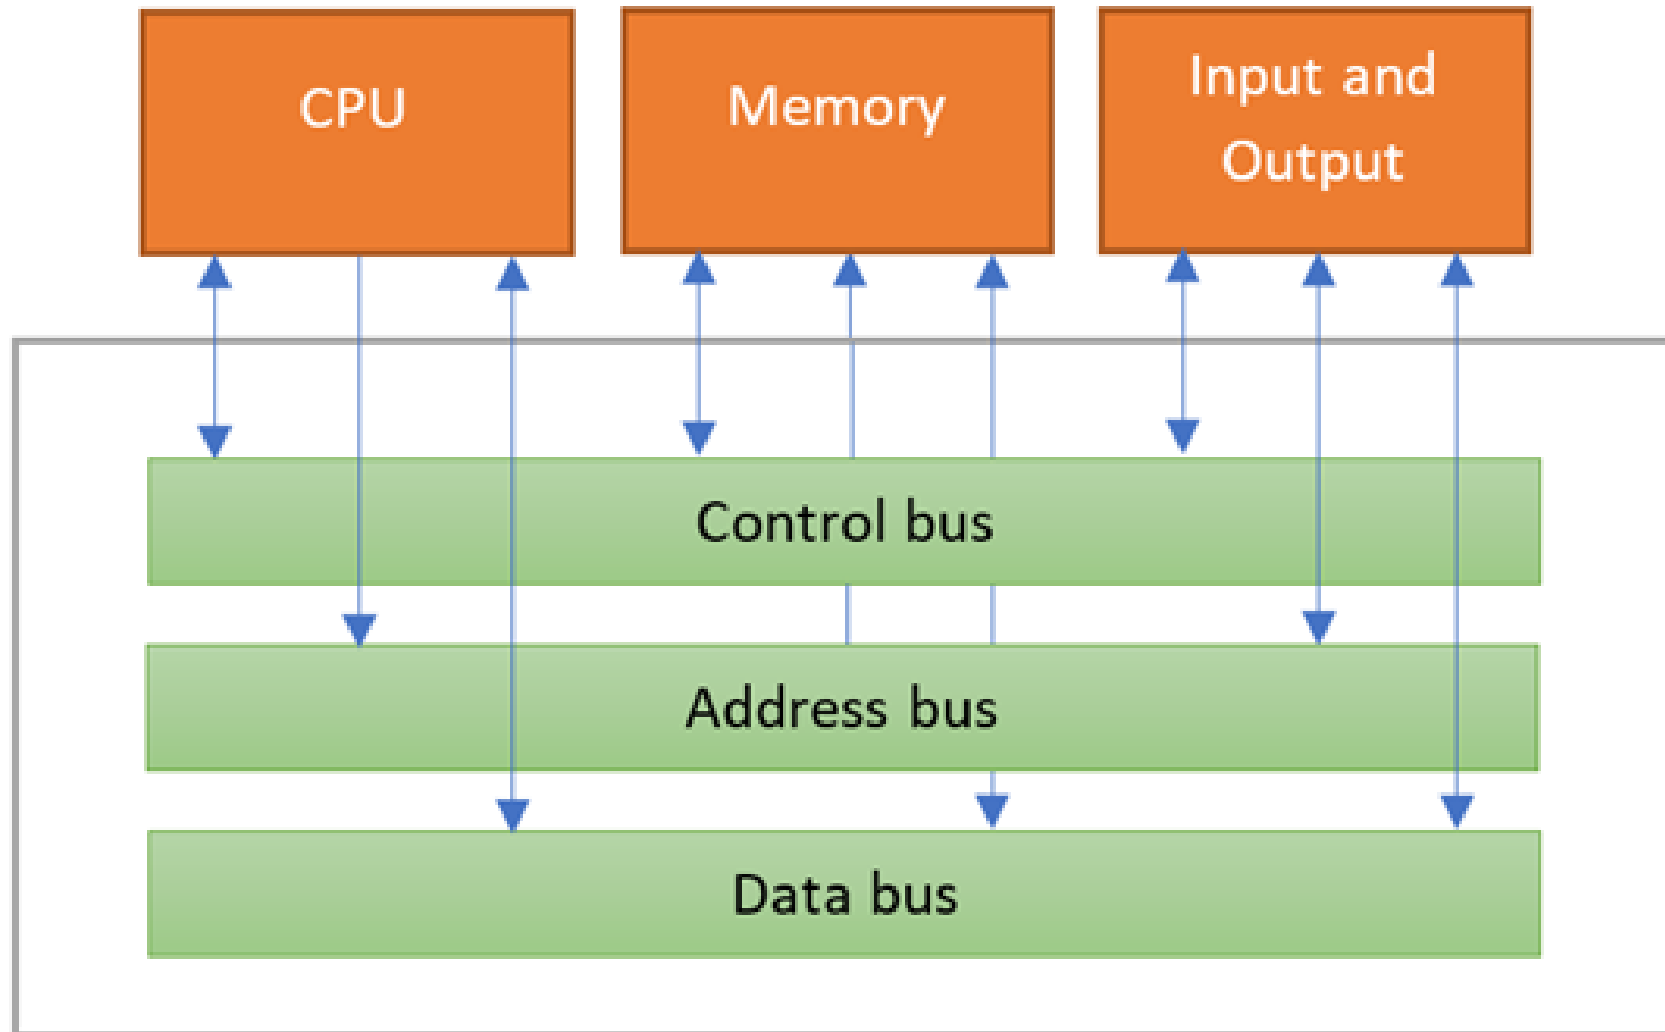 CPU
Memory
Input and
Output
Control bus
Address bus
Data bus